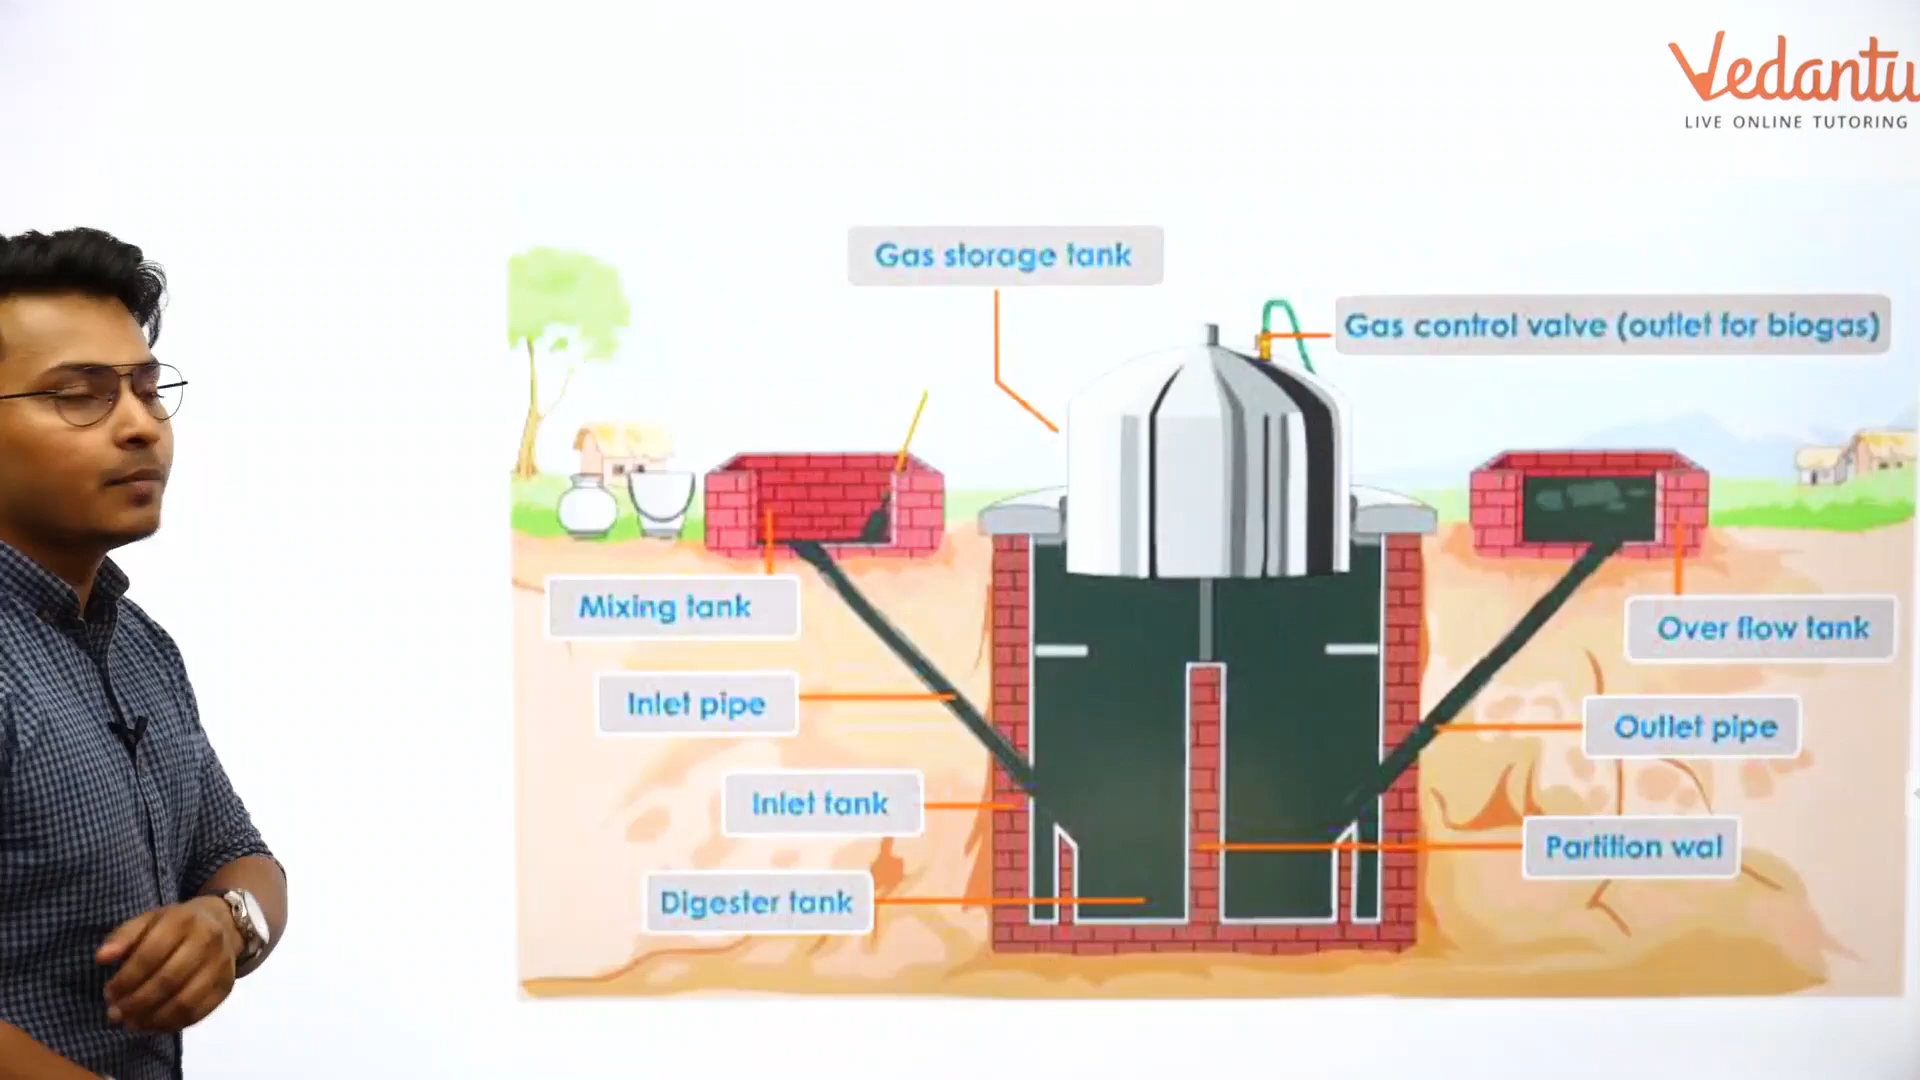 Vedantu
LIVE ONLINE TUTORING
Gas storage tank
Gas control valve (outlet for biogas)
Mixing tank
Over flow tank
Inlet pipe
Outlet pipe
Inlet tank
Partition wal
Digester tank